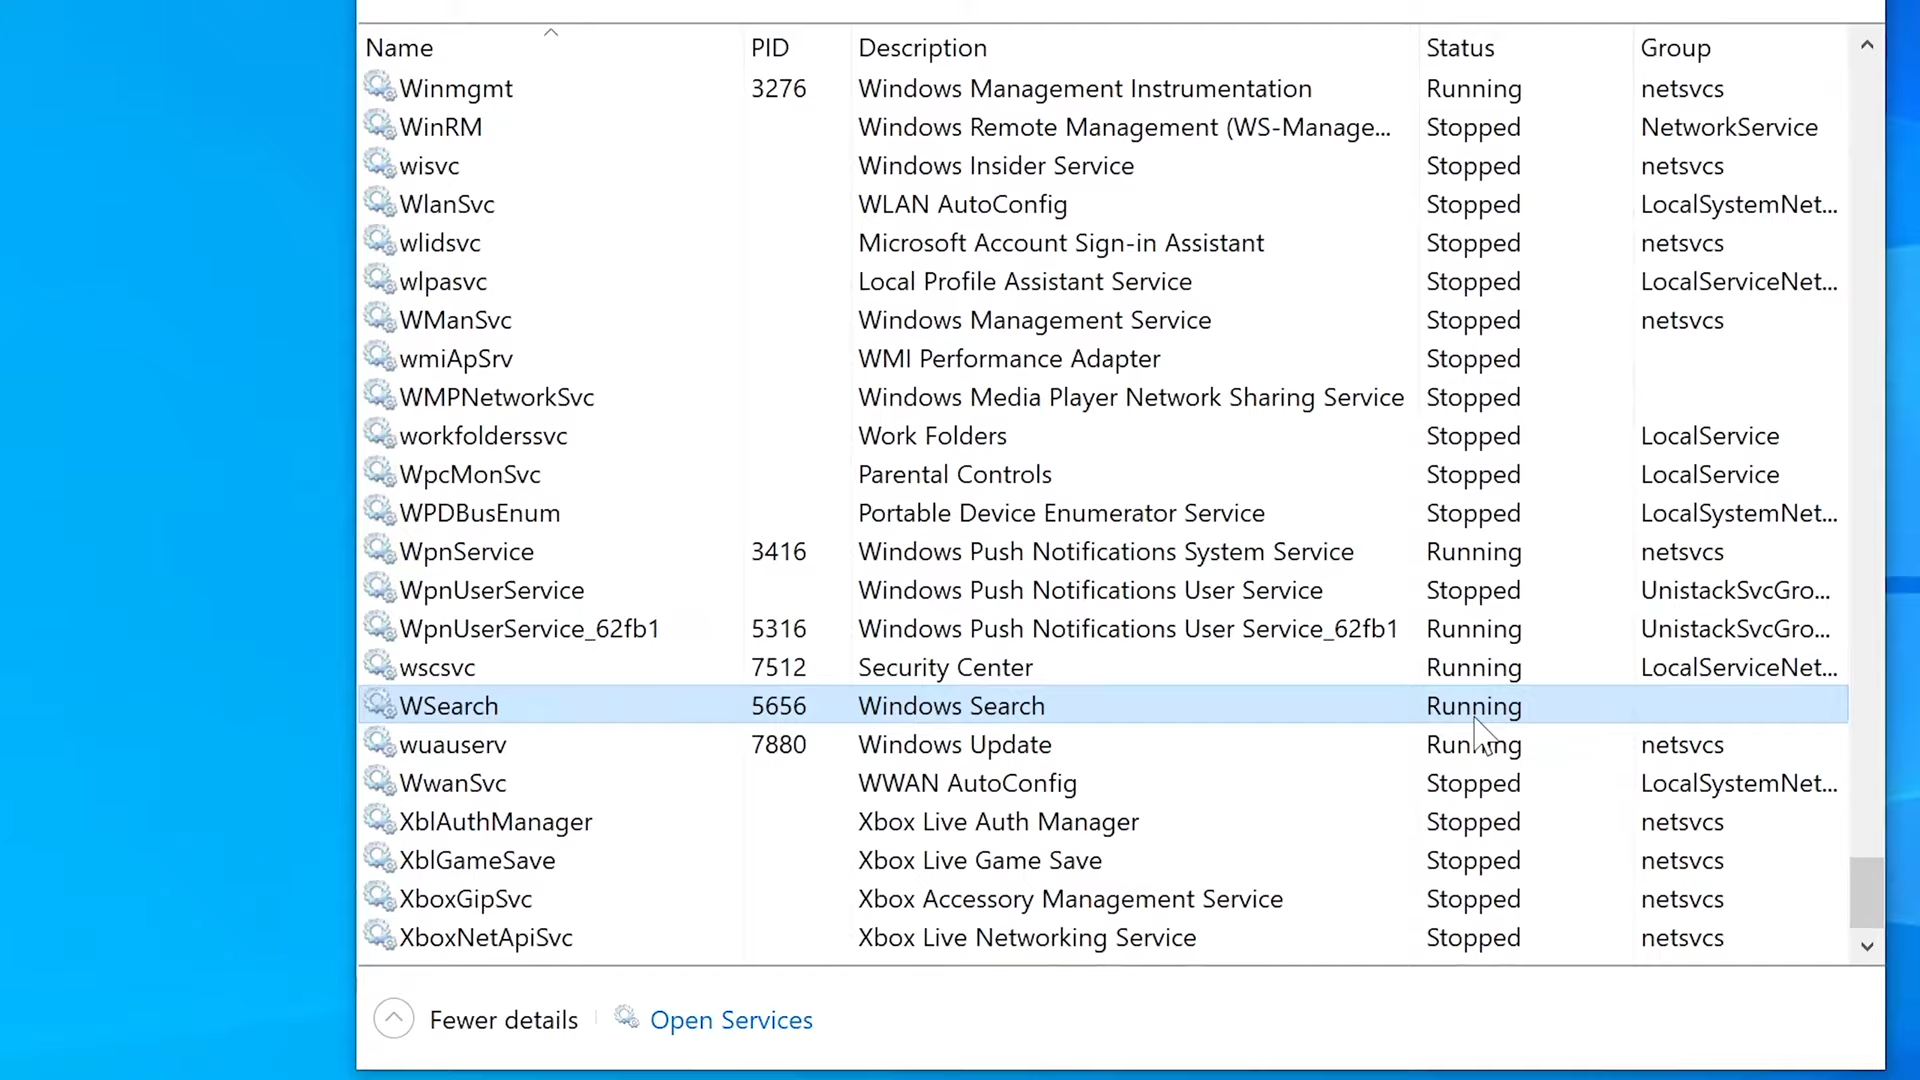 Name PID Description Status Group
Winmgmt 3276 Windows Management Instrumentation Running netsvcs
WinRM Windows Remote Management (WS-Manage... Stopped NetworkService
wisvc Windows Insider Service Stopped netsvcs
WlanSvc WLAN AutoConfig Stopped LocalSystemNet...
wlidsvc Microsoft Account Sign-in Assistant Stopped netsvcs
wlpasvc Local Profile Assistant Service Stopped LocalServiceNet...
WManSvc Windows Management Service Stopped netsvcs
wmiApSrv WMI Performance Adapter Stopped
WMPNetworkSvc Windows Media Player Network Sharing Service Stopped
workfolderssvc Work Folders Stopped LocalService
WpcMonSvc Parental Controls Stopped LocalService
WPDBusEnum Portable Device Enumerator Service Stopped LocalSystemNet...
WpnService 3416 Windows Push Notifications System Service Running netsvcs
WpnUserService Windows Push Notifications User Service Stopped UnistackSvcGro...
WpnUserService_62fb1 5316 Windows Push Notifications User Service_62fb1 Running UnistackSvcGro...
wscsvc 7512 Security Center Running LocalServiceNet...
WSearch 5656 Windows Search Running
wuauserv 7880 Windows Update Running netsvcs
WwanSvc WWAN AutoConfig Stopped LocalSystemNet...
XblAuthManager Xbox Live Auth Manager Stopped netsvcs
XblGameSave Xbox Live Game Save Stopped netsvcs
XboxGipSvc Xbox Accessory Management Service Stopped netsvcs
XboxNetApiSvc Xbox Live Networking Service Stopped netsvcs
Fewer details Open Services